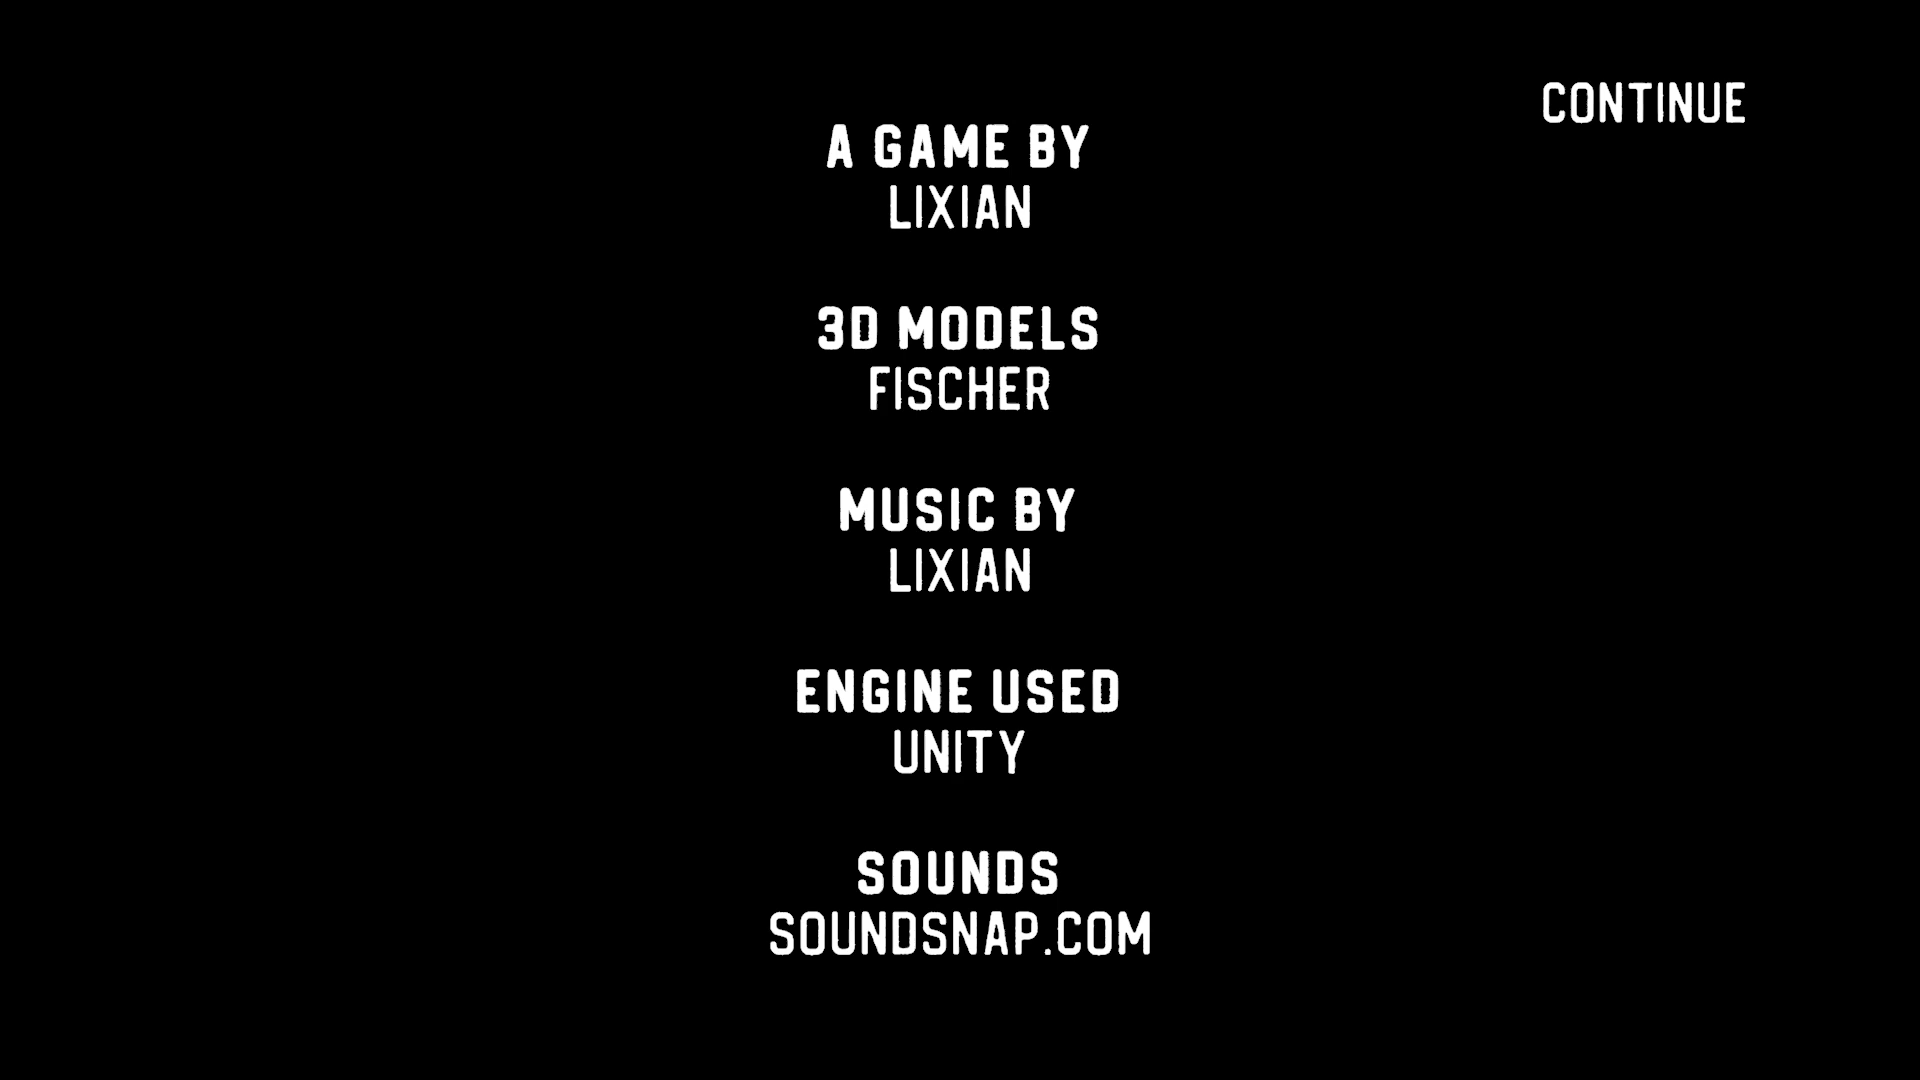 CONTINUE
A GAME BY
LIXIAN
3D MODELS
FISCHER
MUSIC BY
LIXIAN
ENGINE USED
UNITY
SOUNDS
SOUNDSNAP.COM